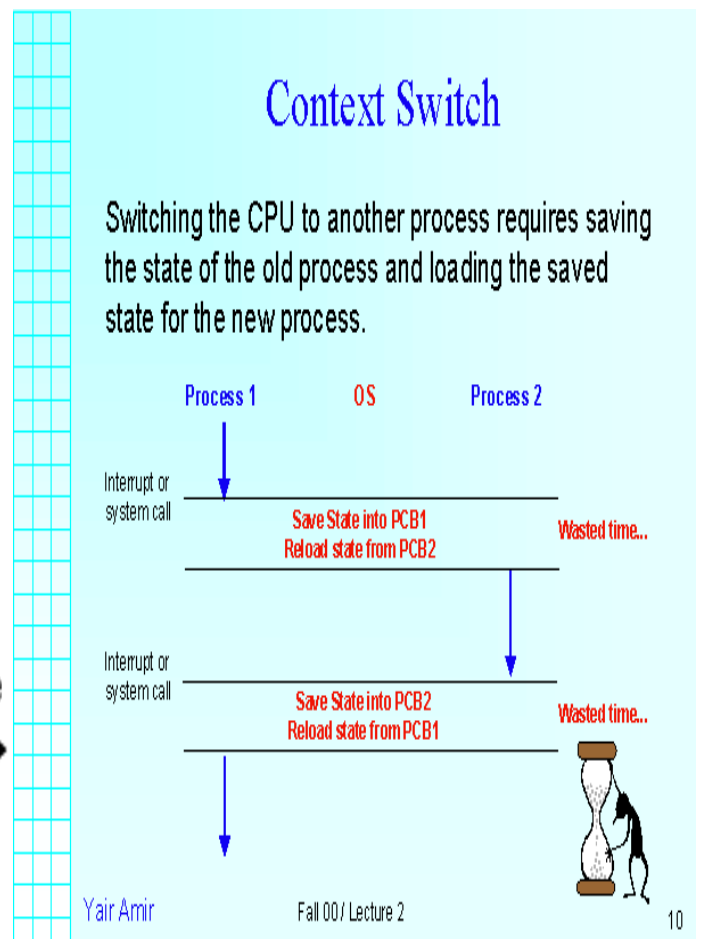 Context Switch
Switching the CPU to another process requires saving
the state of the old process and loading the saved
state for the new process.
Process 1 OS Process 2
Interrupt or
system call
Save State into PCB1
Reload state from PCB2
Wasted time...
Interrupt or
system call
Save State into PCB2
Reload state from PCB1
Wasted time...
Yair Amir Fall 00 / Lecture 2 10